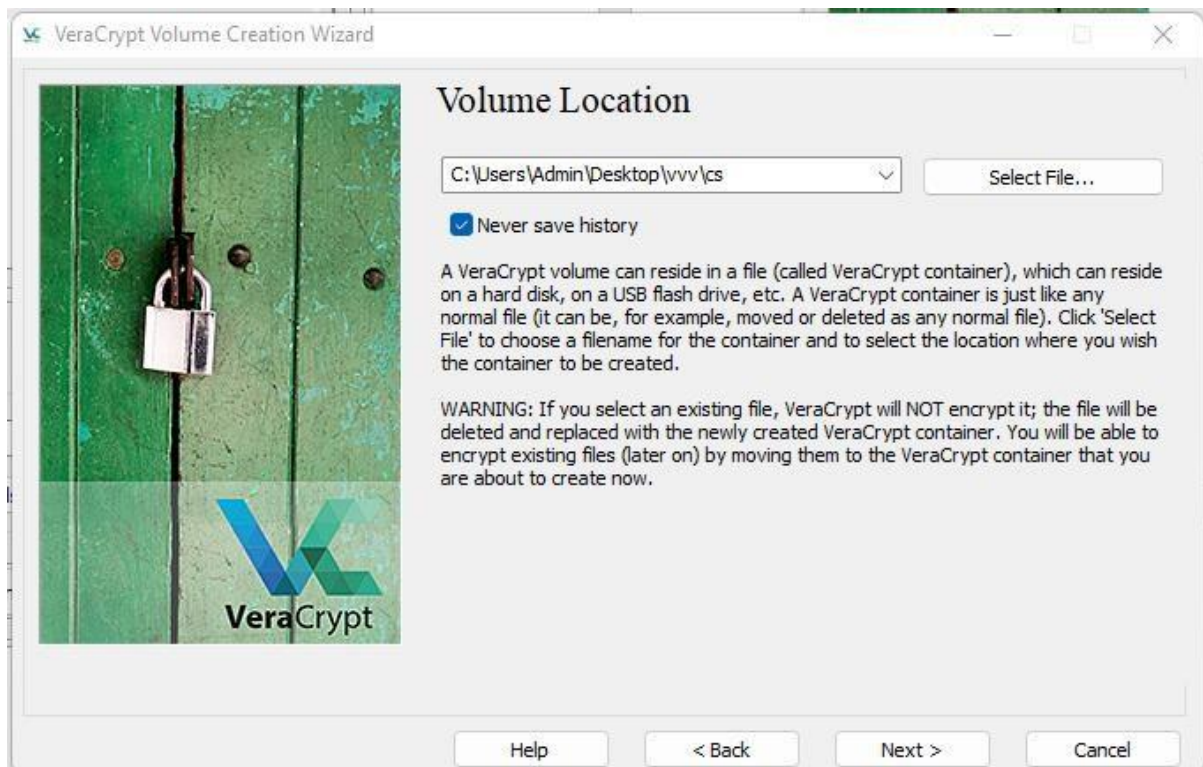 VeraCrypt Volume Creation Wizard
Volume Location
C:\Users\Admin\Desktop\vvv\cs
Select File...
Never save history
A VeraCrypt volume can reside in a file (called VeraCrypt container), which can reside
on a hard disk, on a USB flash drive, etc. A VeraCrypt container is just like any
normal file (it can be, for example, moved or deleted as any normal file). Click 'Select
File' to choose a filename for the container and to select the location where you wish
the container to be created.
WARNING: If you select an existing file, VeraCrypt will NOT encrypt it; the file will be
deleted and replaced with the newly created VeraCrypt container. You will be able to
encrypt existing files (later on) by moving them to the VeraCrypt container that you
are about to create now.
VeraCrypt
Help
< Back
Next >
Cancel